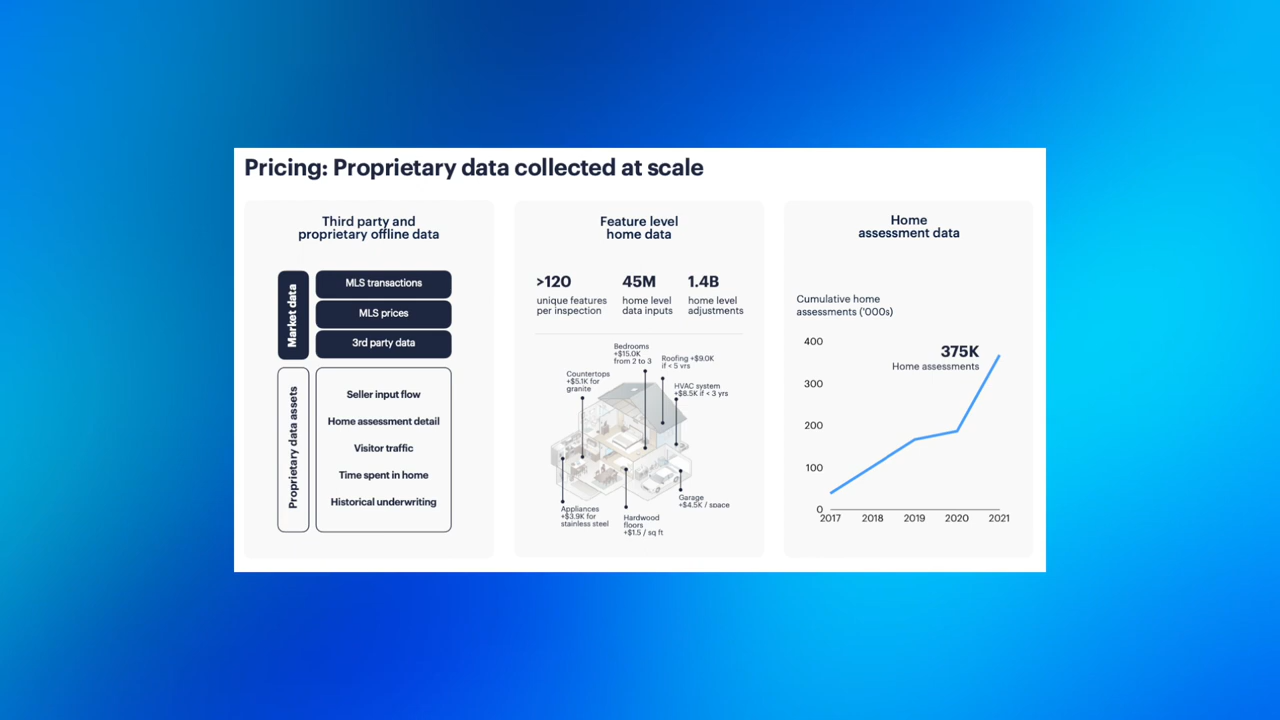 Pricing: Proprietary data collected at scale
Third party and
proprietary offline data
Market data
MLS transactions
MLS prices
3rd party data
Proprietary data assets
Seller input flow
Home assessment detail
Visitor traffic
Time spent in home
Historical underwriting
Feature level
home data
>120
unique features
per inspection
45M
home level
data inputs
1.4B
home level
adjustments
Bedrooms
+$15.0K
from 2 to 3
Roofing +$9.0K
if < 5 yrs
Countertops
+$5.1K for
granite
HVAC system
+$8.5K if < 3 yrs
Garage
+$4.5K / space
Appliances
+$3.9K for
stainless steel
Hardwood
floors
+$1.5 / sq ft
Home
assessment data
Cumulative home
assessments ('000s)
400
300
200
100
0
375K
Home assessments
2017 2018 2019 2020 2021